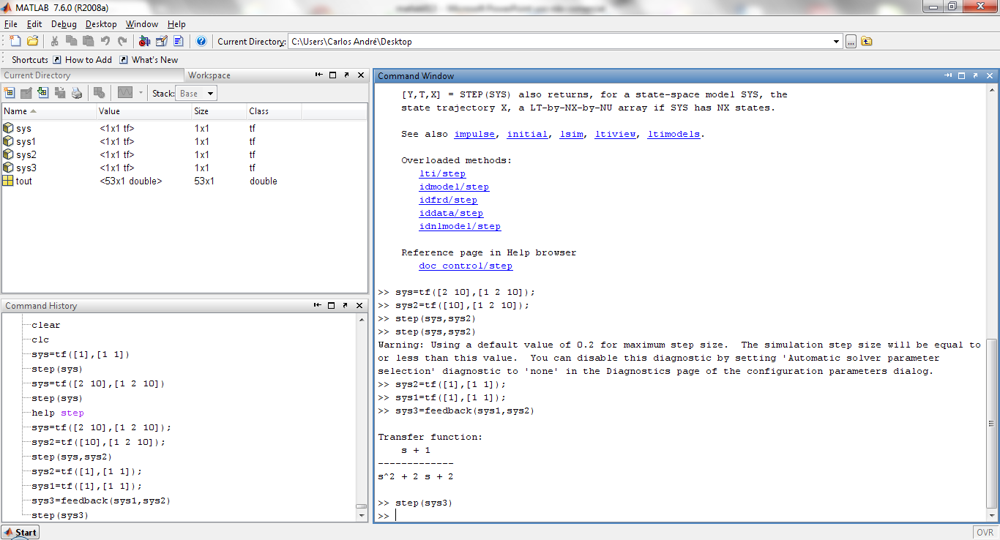 MATLAB 7.6.0 (R2008a)
File Edit Debug Desktop Window Help
Current Directory: C:\Users\Carlos André\Desktop
...
Shortcuts How to Add What's New
Current Directory Workspace
Stack: Base
Name Value Size Class
sys <1x1 tf> 1x1 tf
sys1 <1x1 tf> 1x1 tf
sys2 <1x1 tf> 1x1 tf
sys3 <1x1 tf> 1x1 tf
tout <53x1 double> 53x1 double
Command History
clear
clc
sys=tf([1],[1 1])
step(sys)
sys=tf([2 10],[1 2 10])
step(sys)
help step
sys=tf([2 10],[1 2 10]);
sys2=tf([10],[1 2 10]);
step(sys,sys2)
sys2=tf([1],[1 1]);
sys1=tf([1],[1 1]);
sys3=feedback(sys1,sys2)
step(sys3)
Command Window
[Y,T,X] = STEP(SYS) also returns, for a state-space model SYS, the
state trajectory X, a LT-by-NX-by-NU array if SYS has NX states.
See also impulse, initial, lsim, ltiview, ltimodels.
Overloaded methods:
lti/step
idmodel/step
idfrd/step
iddata/step
idnlmodel/step
Reference page in Help browser
doc control/step
>> sys=tf([2 10],[1 2 10]);
>> sys2=tf([10],[1 2 10]);
>> step(sys,sys2)
>> step(sys,sys2)
Warning: Using a default value of 0.2 for maximum step size.  The simulation step size will be equal to
or less than this value.  You can disable this diagnostic by setting 'Automatic solver parameter
selection' diagnostic to 'none' in the Diagnostics page of the configuration parameters dialog.
>> sys2=tf([1],[1 1]);
>> sys1=tf([1],[1 1]);
>> sys3=feedback(sys1,sys2)
Transfer function:
s + 1
-------------
s^2 + 2 s + 2
>> step(sys3)
>>
Start
OVR